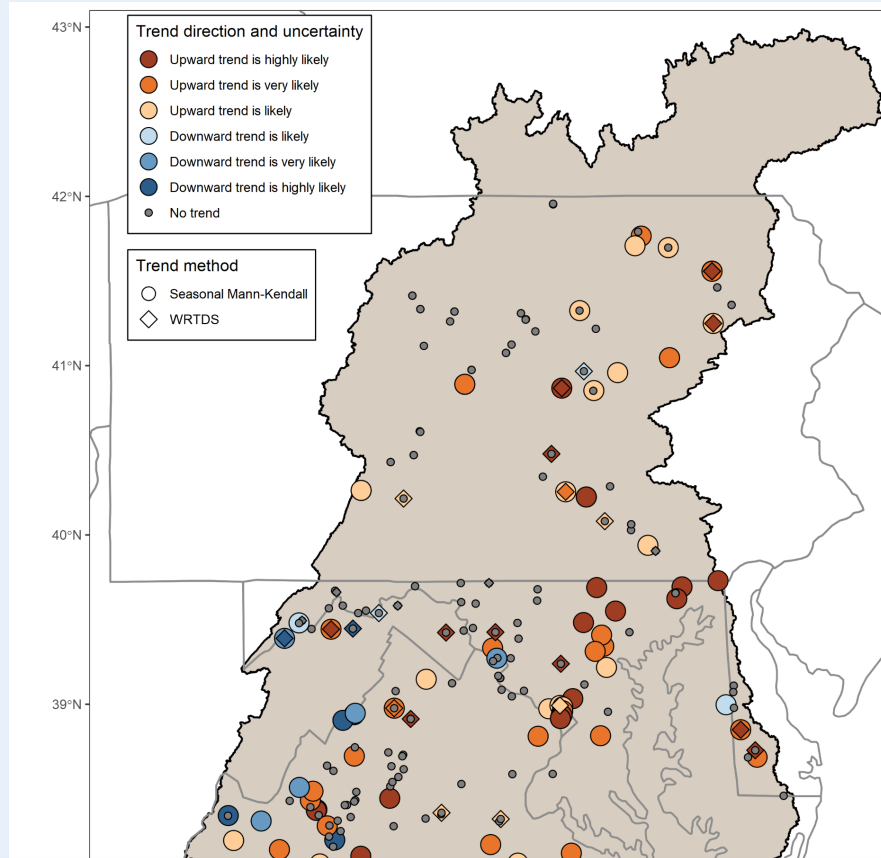 43°N
Trend direction and uncertainty
Upward trend is highly likely
Upward trend is very likely
Upward trend is likely
Downward trend is likely
Downward trend is very likely
Downward trend is highly likely
No trend
42°N
Trend method
Seasonal Mann-Kendall
WRTDS
41°N
40°N
39°N